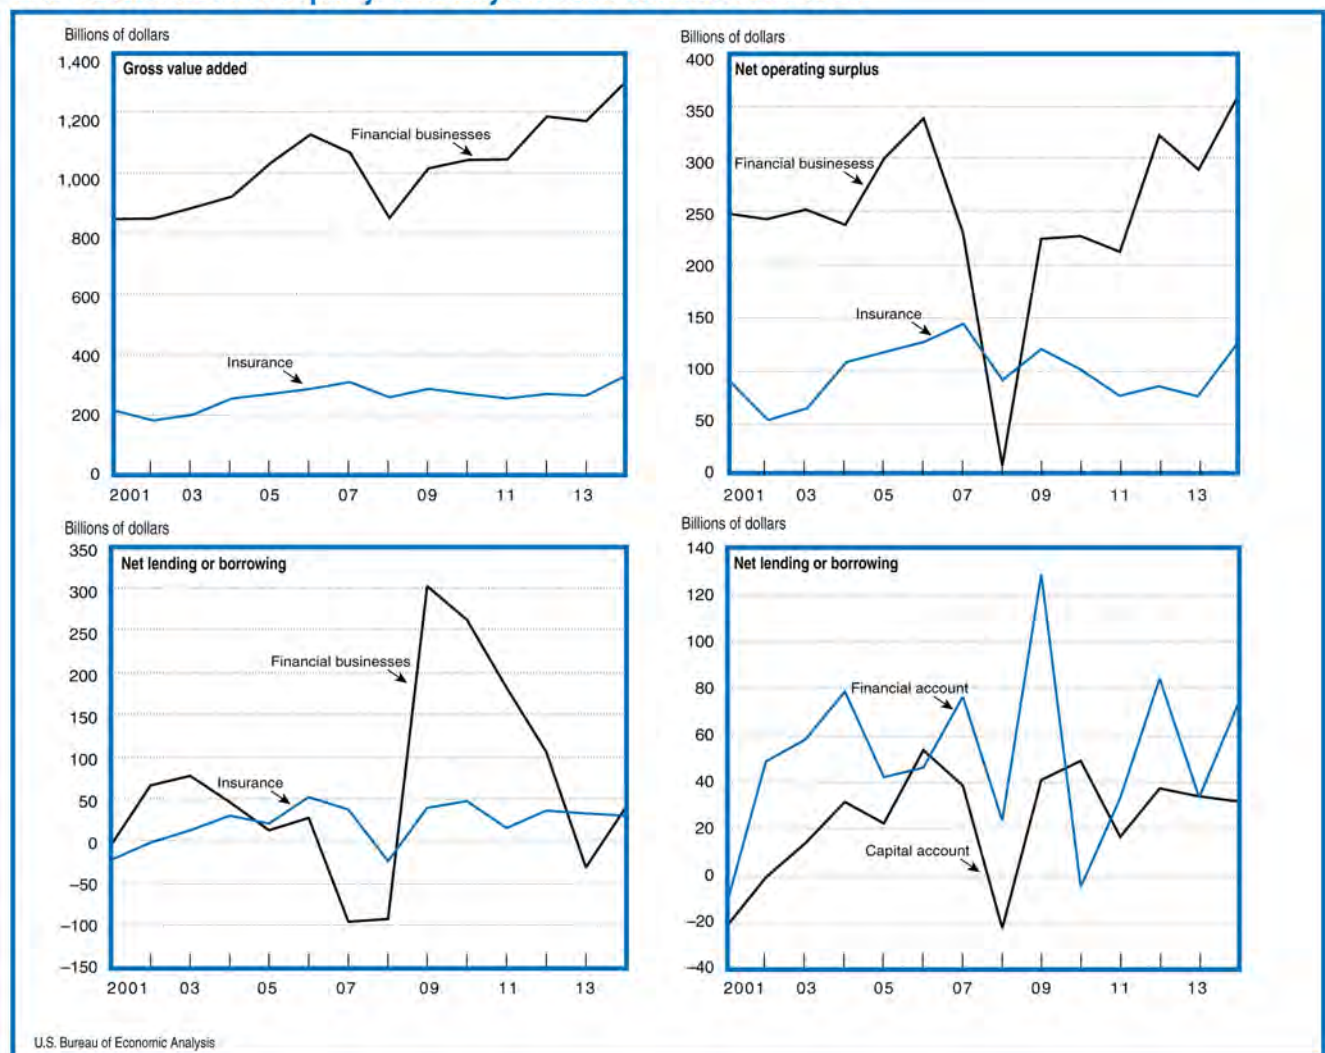 Billions of dollars
Gross value added
1,400
1,200
1,000
800
600
400
200
0
Financial businesses
Insurance
2001 03 05 07 09 11 13
Billions of dollars
Net operating surplus
400
350
300
250
200
150
100
50
0
Financial businesess
Insurance
2001 03 05 07 09 11 13
Billions of dollars
Net lending or borrowing
350
300
250
200
150
100
50
0
–50
–100
–150
Financial businesses
Insurance
2001 03 05 07 09 11 13
Billions of dollars
Net lending or borrowing
140
120
100
80
60
40
20
0
–20
–40
Financial account
Capital account
2001 03 05 07 09 11 13
U.S. Bureau of Economic Analysis